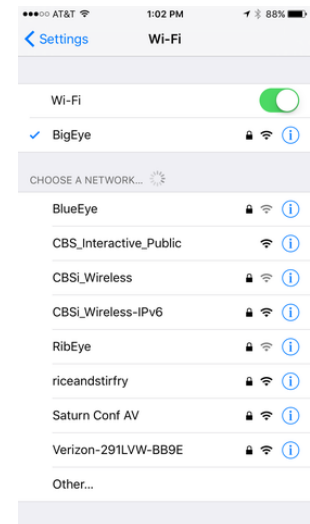 AT&T 1:02 PM 88%
Settings Wi-Fi
Wi-Fi
BigEye
CHOOSE A NETWORK...
BlueEye
CBS_Interactive_Public
CBSi_Wireless
CBSi_Wireless-IPv6
RibEye
riceandstirfry
Saturn Conf AV
Verizon-291LVW-BB9E
Other...